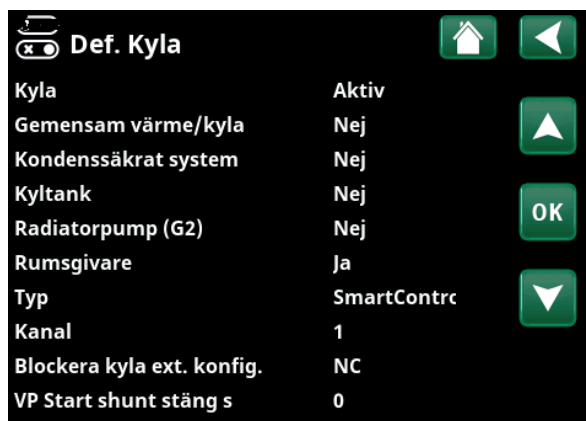 Def. Kyla
Kyla Aktiv
Gemensam värme/kyla Nej
Kondenssäkrat system Nej
Kyltank Nej
Radiatorpump (G2) Nej
OK
Rumsgivare Ja
Typ SmartContrc
Kanal 1
Blockera kyla ext. konfig. NC
VP Start shunt stäng s 0